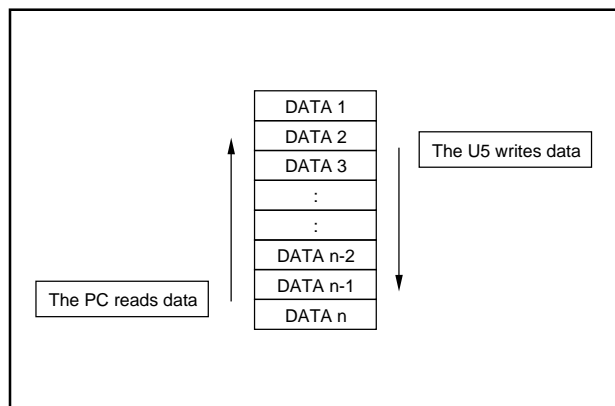 DATA 1
DATA 2
DATA 3
:
:
DATA n-2
DATA n-1
DATA n
The U5 writes data
The PC reads data